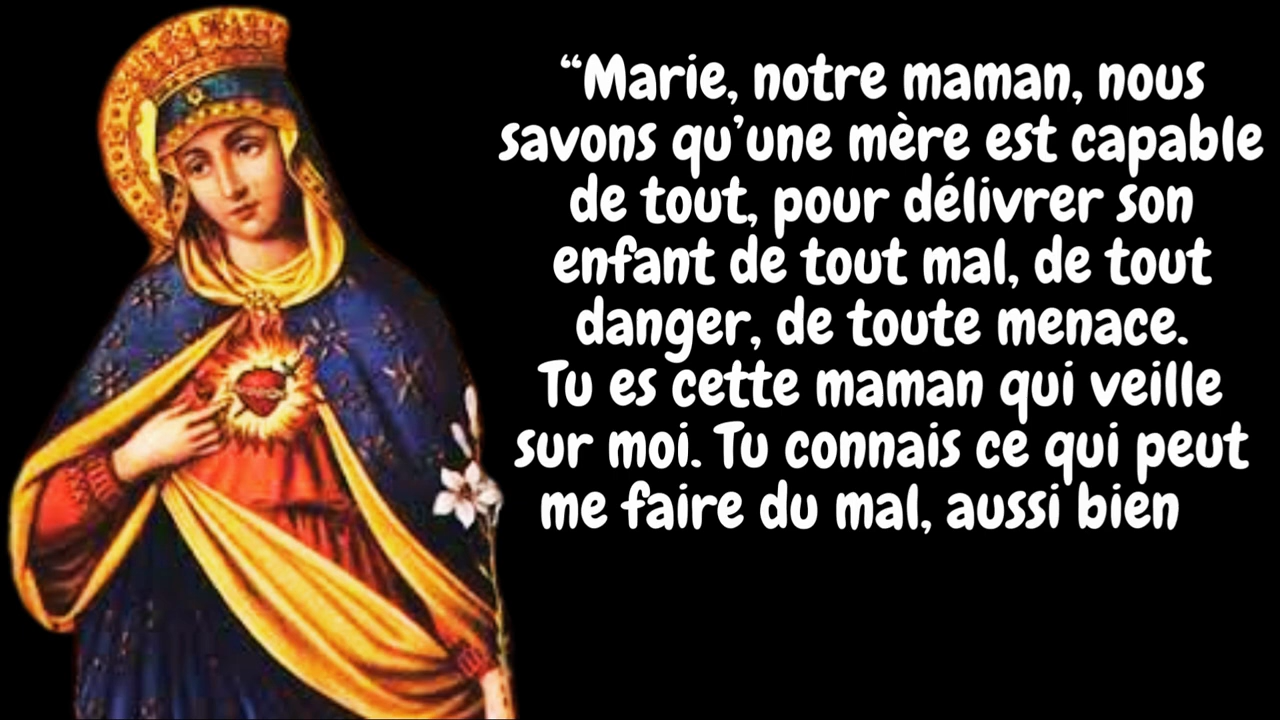 “Marie, notre maman, nous
savons qu’une mère est capable
de tout, pour délivrer son
enfant de tout mal, de tout
danger, de toute menace.
Tu es cette maman qui veille
sur moi. Tu connais ce qui peut
me faire du mal, aussi bien